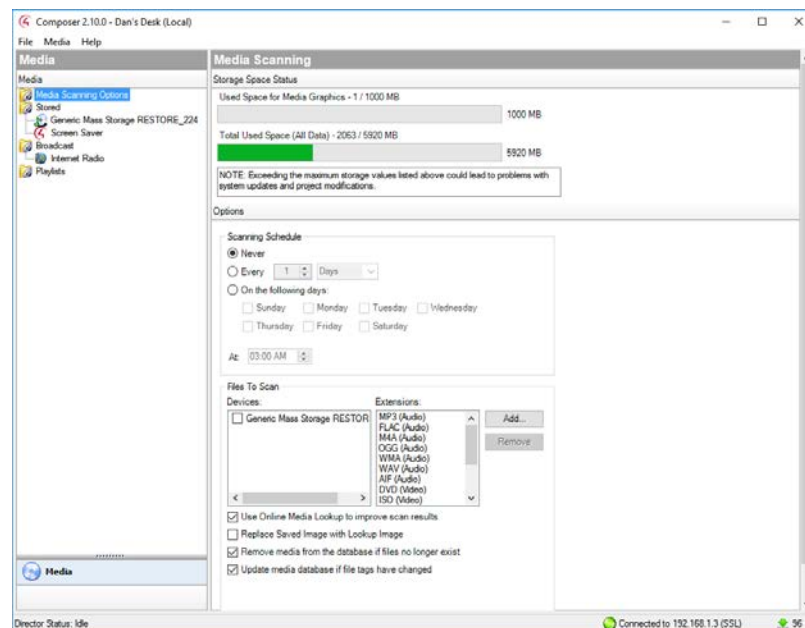 Composer 2.10.0 - Dan's Desk (Local)
File Media Help
Media
Media
Media Scanning Options
Stored
Generic Mass Storage RESTORE_224
Screen Saver
Broadcast
Internet Radio
Playlists
Media
Media Scanning
Storage Space Status
Used Space for Media Graphics - 1 / 1000 MB
1000 MB
Total Used Space (All Data) - 2063 / 5920 MB
5920 MB
NOTE: Exceeding the maximum storage values listed above could lead to problems with
system updates and project modifications.
Options
Scanning Schedule
Never
Every 1 Days
On the following days:
Sunday Monday Tuesday Wednesday
Thursday Friday Saturday
At: 03:00 AM
Files To Scan
Devices:
Generic Mass Storage RESTOR
Extensions:
MP3 (Audio)
FLAC (Audio)
M4A (Audio)
OGG (Audio)
WMA (Audio)
WAV (Audio)
AIF (Audio)
DVD (Video)
ISO (Video)
Add...
Remove
Use Online Media Lookup to improve scan results
Replace Saved Image with Lookup Image
Remove media from the database if files no longer exist
Update media database if file tags have changed
Director Status: Idle
Connected to 192.168.1.3 (SSL)
96